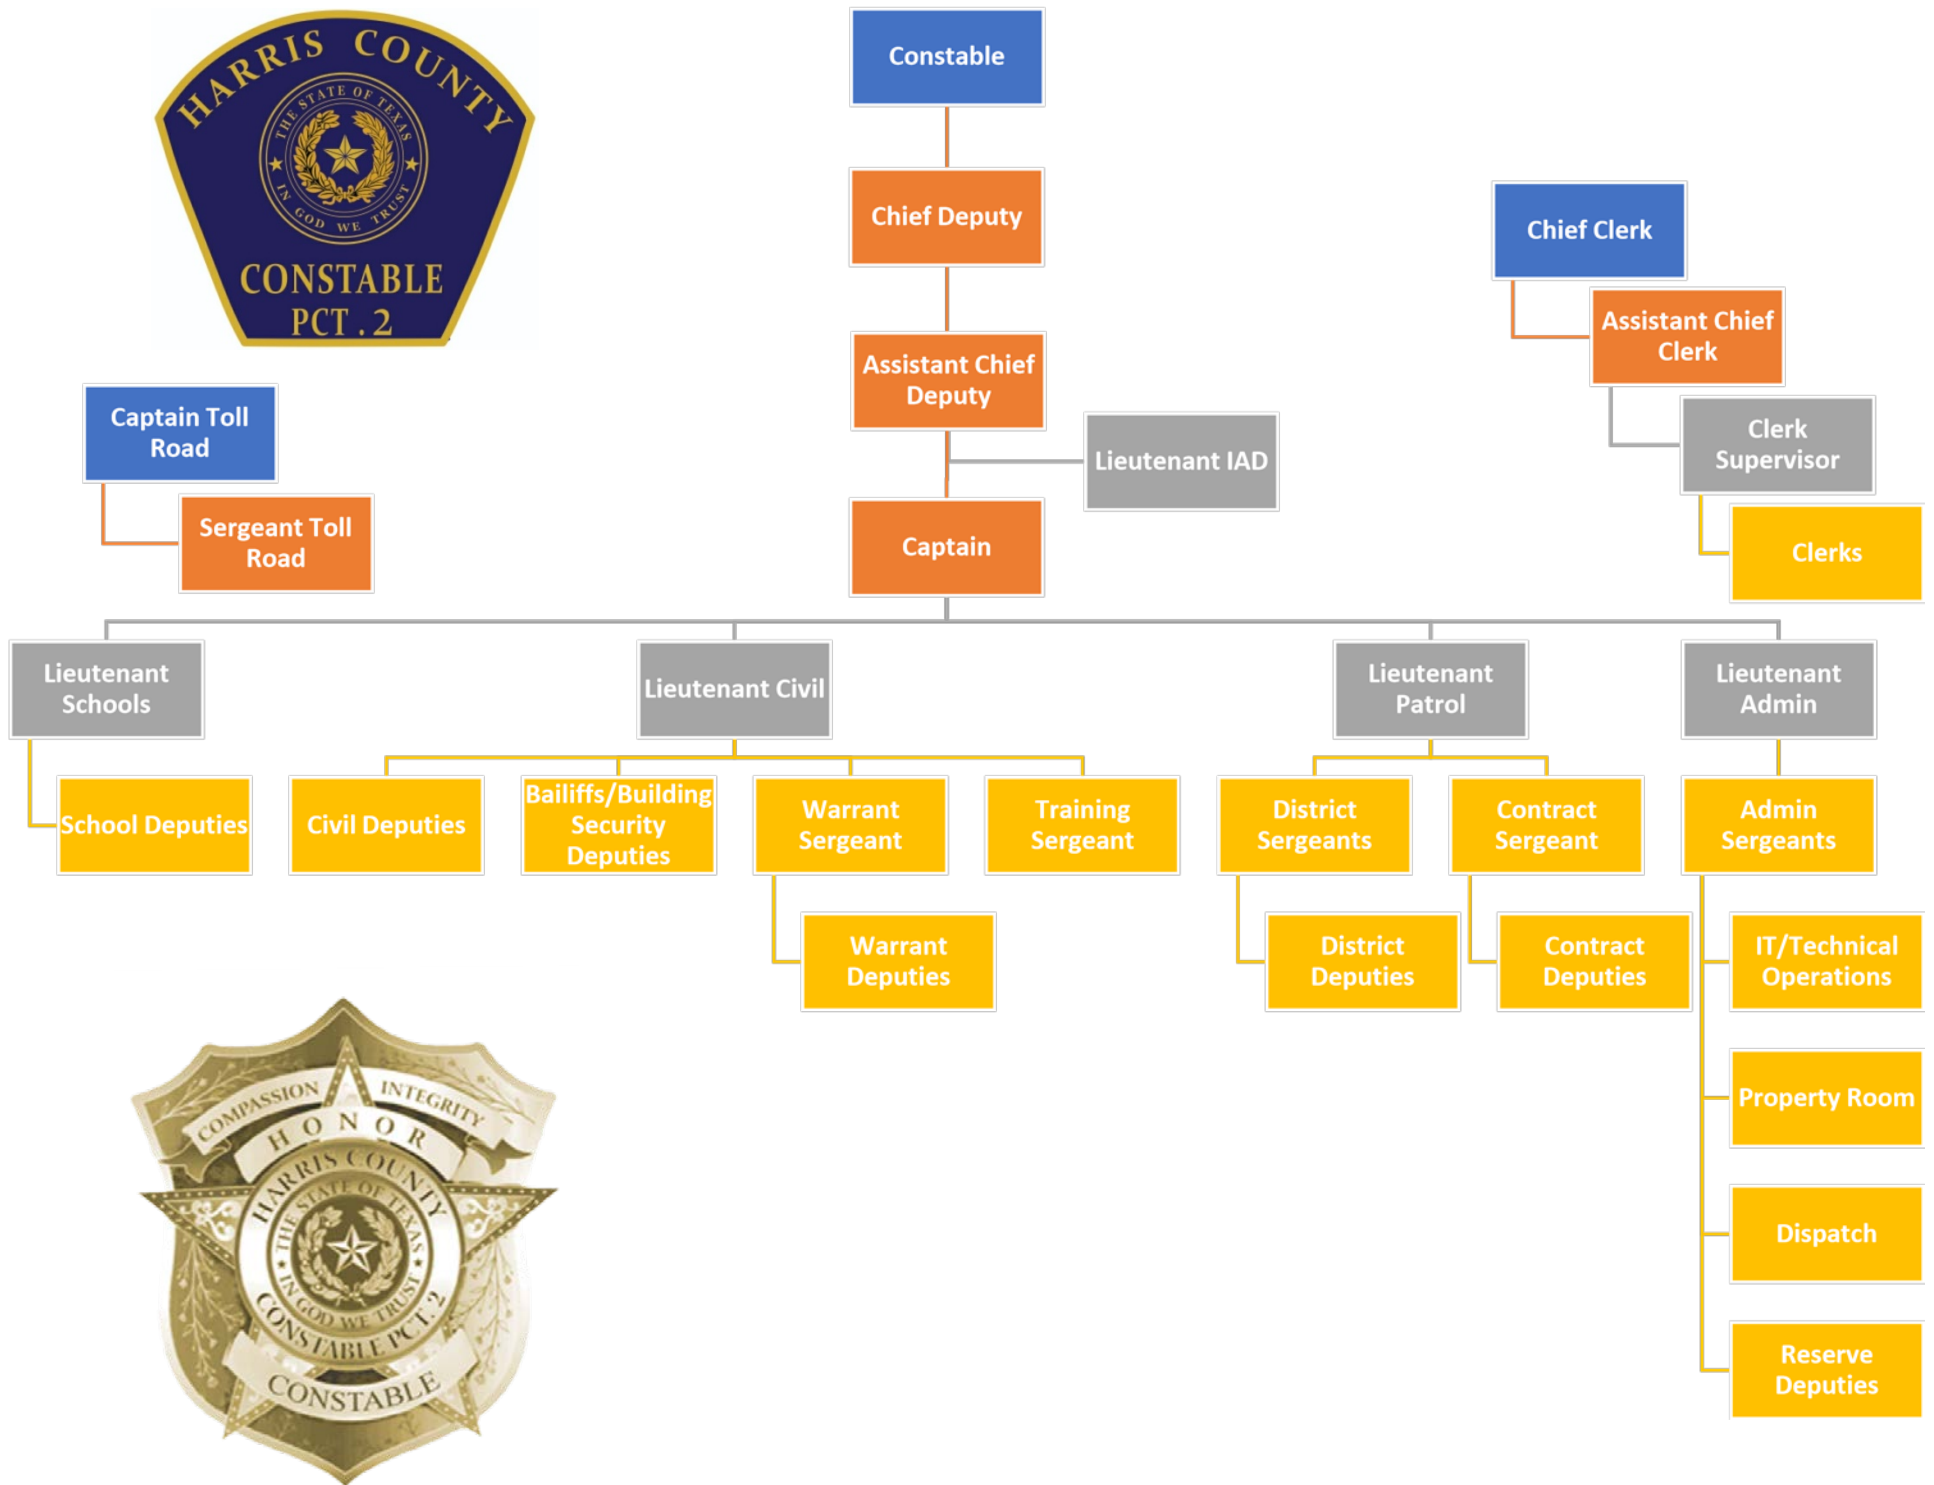 HARRIS COUNTY
THE STATE OF TEXAS
IN GOD WE TRUST
CONSTABLE
PCT . 2
Constable
Chief Deputy
Assistant Chief
Deputy
Lieutenant IAD
Captain
Chief Clerk
Assistant Chief
Clerk
Clerk
Supervisor
Clerks
Captain Toll
Road
Sergeant Toll
Road
Lieutenant
Schools
Lieutenant Civil
Lieutenant
Patrol
Lieutenant
Admin
School Deputies
Civil Deputies
Bailiffs/Building
Security
Deputies
Warrant
Sergeant
Training
Sergeant
District
Sergeants
Contract
Sergeant
Admin
Sergeants
Warrant
Deputies
District
Deputies
Contract
Deputies
IT/Technical
Operations
Property Room
Dispatch
Reserve
Deputies
COMPASSION INTEGRITY
HONOR
HARRIS COUNTY
THE STATE OF TEXAS
IN GOD WE TRUST
CONSTABLE PCT. 2
CONSTABLE